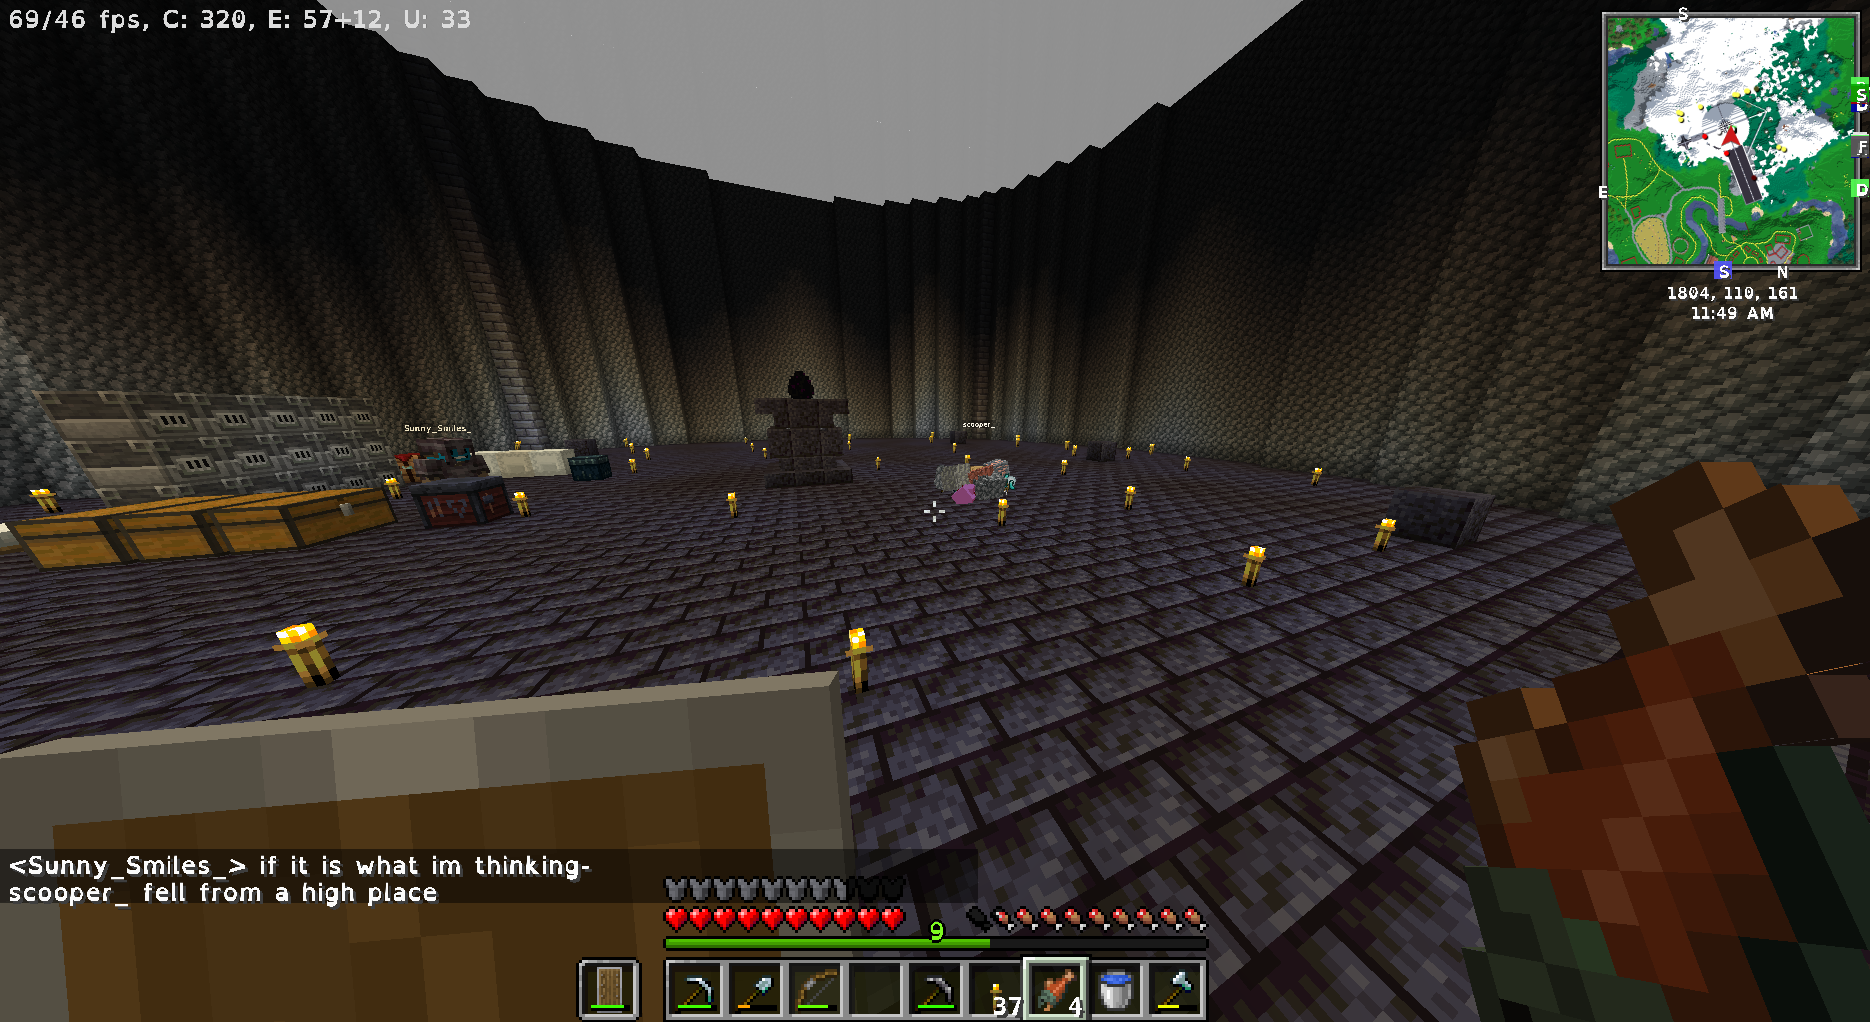 69/46 fps, C: 320, E: 57+12, U: 33
S
S
F
E
D
S N
1804, 110, 161
11:49 AM
Sunny_Smiles_
scooper_
<Sunny_Smiles_> if it is what im thinking-
scooper_ fell from a high place
9
37 4